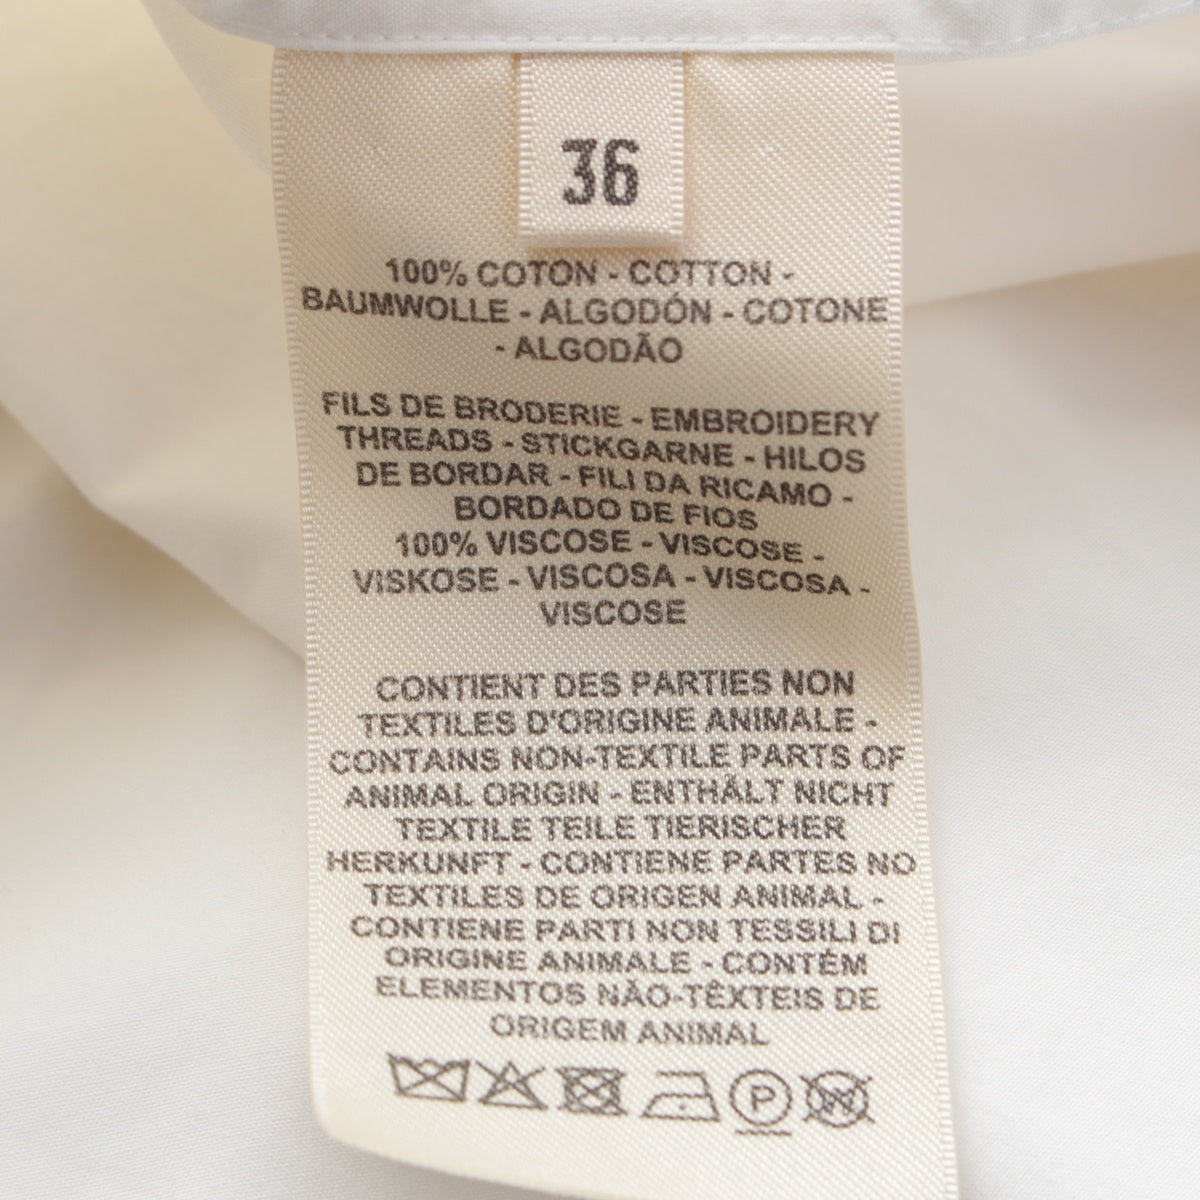 36
100% COTON - COTTON -
BAUMWOLLE - ALGODÓN - COTONE
- ALGODÃO
FILS DE BRODERIE - EMBROIDERY
THREADS - STICKGARNE - HILOS
DE BORDAR - FILI DA RICAMO -
BORDADO DE FIOS
100% VISCOSE - VISCOSE -
VISKOSE - VISCOSA - VISCOSA -
VISCOSE
CONTIENT DES PARTIES NON
TEXTILES D'ORIGINE ANIMALE -
CONTAINS NON-TEXTILE PARTS OF
ANIMAL ORIGIN - ENTHÄLT NICHT
TEXTILE TEILE TIERISCHER
HERKUNFT - CONTIENE PARTES NO
TEXTILES DE ORIGEN ANIMAL -
CONTIENE PARTI NON TESSILI DI
ORIGINE ANIMALE - CONTÉM
ELEMENTOS NÃO-TÊXTEIS DE
ORIGEM ANIMAL
P W